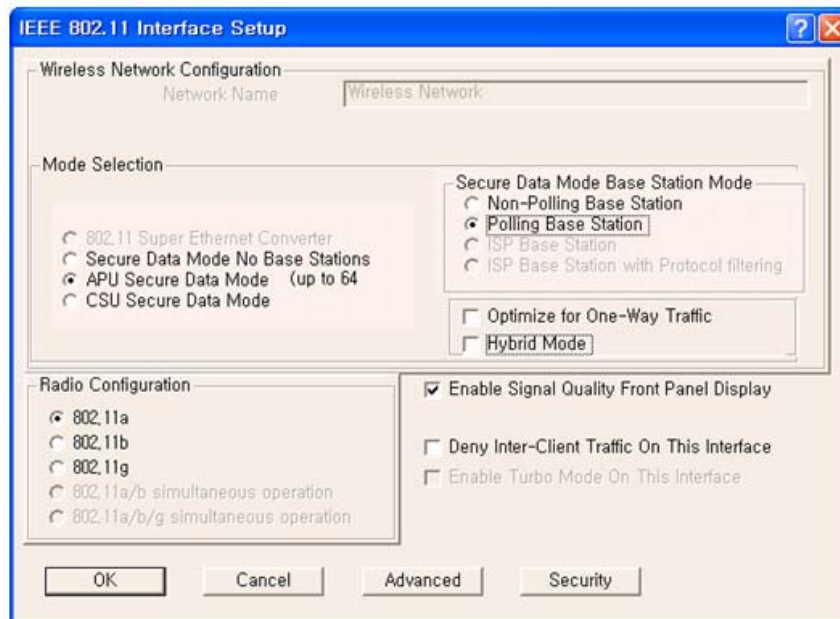 IEEE 802.11 Interface Setup
Wireless Network Configuration
Network Name
Wireless Network
Mode Selection
802.11 Super Ethernet Converter
Secure Data Mode No Base Stations
APU Secure Data Mode (up to 64
CSU Secure Data Mode
Secure Data Mode Base Station Mode
Non-Polling Base Station
Polling Base Station
ISP Base Station
ISP Base Station with Protocol filtering
Optimize for One-Way Traffic
Hybrid Mode
Radio Configuration
802.11a
802.11b
802.11g
802.11a/b simultaneous operation
802.11a/b/g simultaneous operation
Enable Signal Quality Front Panel Display
Deny Inter-Client Traffic On This Interface
Enable Turbo Mode On This Interface
OK
Cancel
Advanced
Security